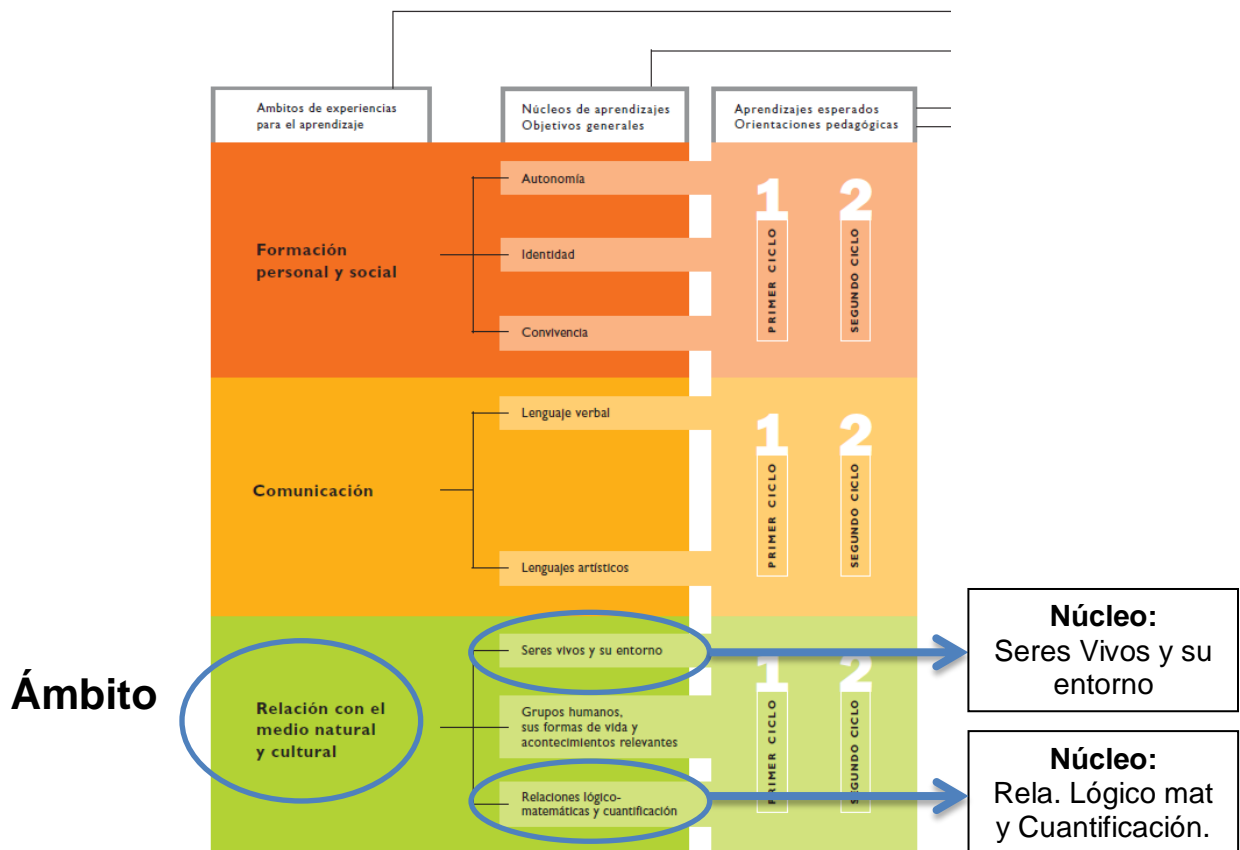 Ambitos de experiencias
para el aprendizaje
Núcleos de aprendizajes
Objetivos generales
Aprendizajes esperados
Orientaciones pedagógicas
Formación
personal y social
Autonomía
Identidad
Convivencia
1
PRIMER CICLO
2
SEGUNDO CICLO
Comunicación
Lenguaje verbal
Lenguajes artísticos
1
PRIMER CICLO
2
SEGUNDO CICLO
Ámbito
Relación con el
medio natural
y cultural
Seres vivos y su entorno
Grupos humanos,
sus formas de vida y
acontecimientos relevantes
Relaciones lógico-
matemáticas y cuantificación
1
PRIMER CICLO
2
SEGUNDO CICLO
Núcleo:
Seres Vivos y su
entorno
Núcleo:
Rela. Lógico mat
y Cuantificación.